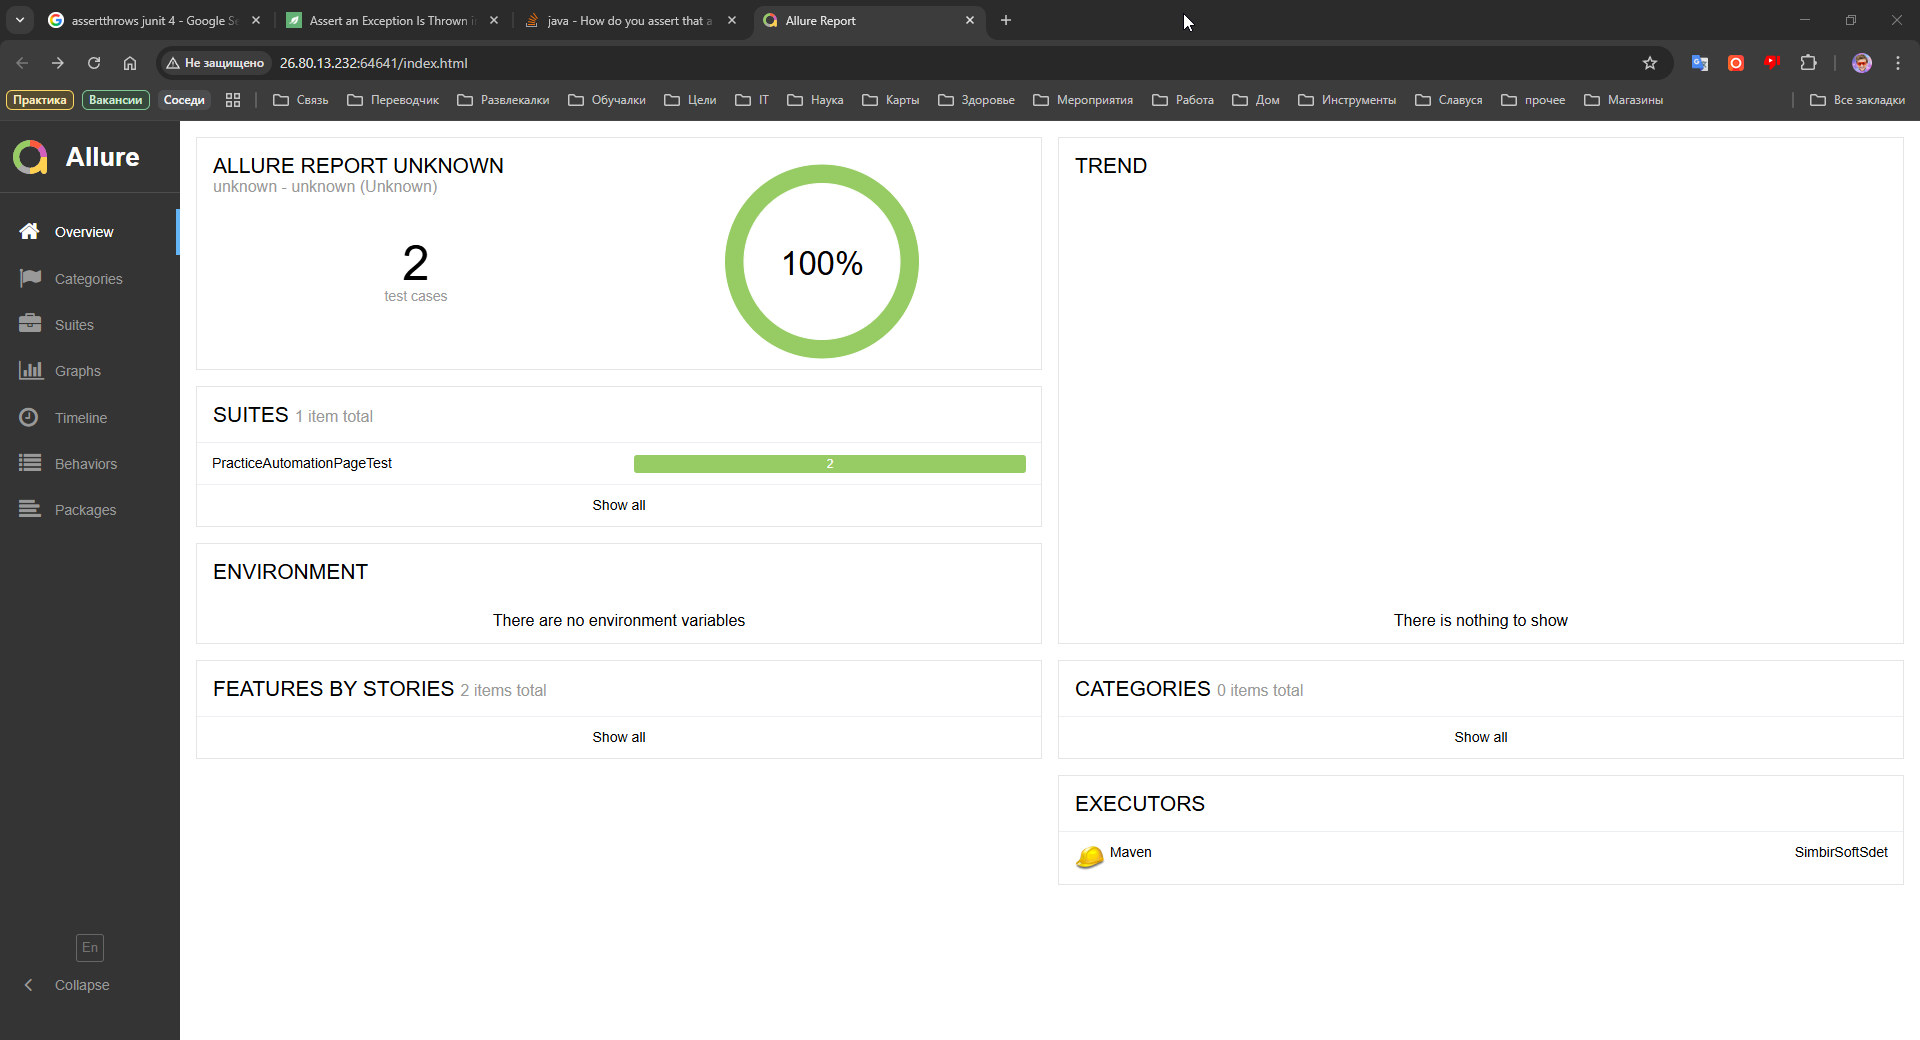 assertthrows junit 4 - Google Se
Assert an Exception Is Thrown i
java - How do you assert that a
Allure Report
Не защищено
26.80.13.232:64641/index.html
Практика
Вакансии
Соседи
Связь
Переводчик
Развлекалки
Обучалки
Цели
IT
Наука
Карты
Здоровье
Мероприятия
Работа
Дом
Инструменты
Славуся
прочее
Магазины
Все закладки
Allure
Overview
Categories
Suites
Graphs
Timeline
Behaviors
Packages
En
Collapse
ALLURE REPORT UNKNOWN
unknown - unknown (Unknown)
2
test cases
100%
SUITES 1 item total
PracticeAutomationPageTest
2
Show all
ENVIRONMENT
There are no environment variables
FEATURES BY STORIES 2 items total
Show all
TREND
There is nothing to show
CATEGORIES 0 items total
Show all
EXECUTORS
Maven
SimbirSoftSdet